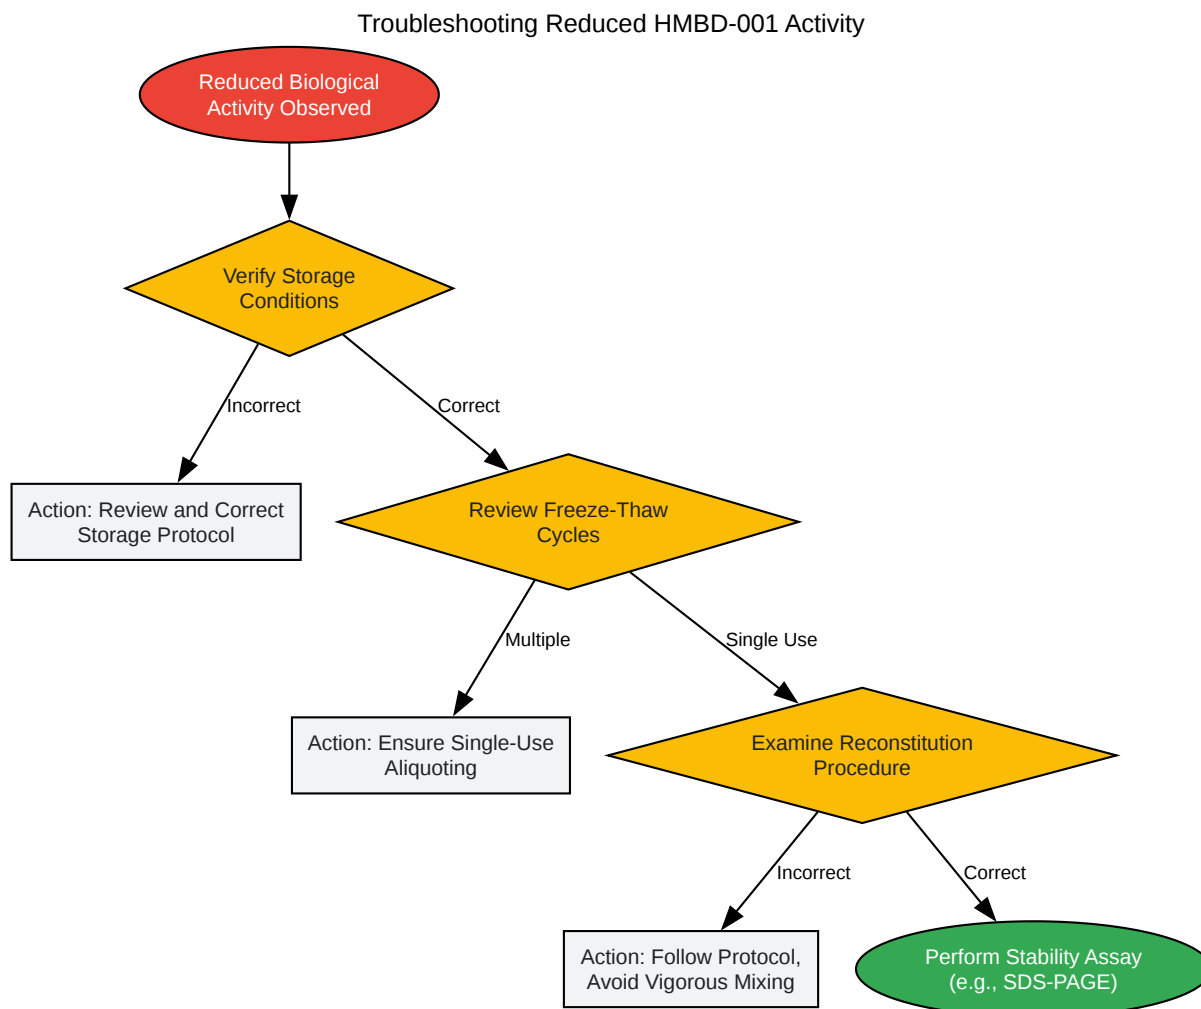 Troubleshooting Reduced HMBD-001 Activity
Reduced Biological
Activity Observed
Verify Storage
Conditions
Incorrect
Correct
Action: Review and Correct
Storage Protocol
Review Freeze-Thaw
Cycles
Multiple
Single Use
Action: Ensure Single-Use
Aliquoting
Examine Reconstitution
Procedure
Incorrect
Correct
Action: Follow Protocol,
Avoid Vigorous Mixing
Perform Stability Assay
(e.g., SDS-PAGE)